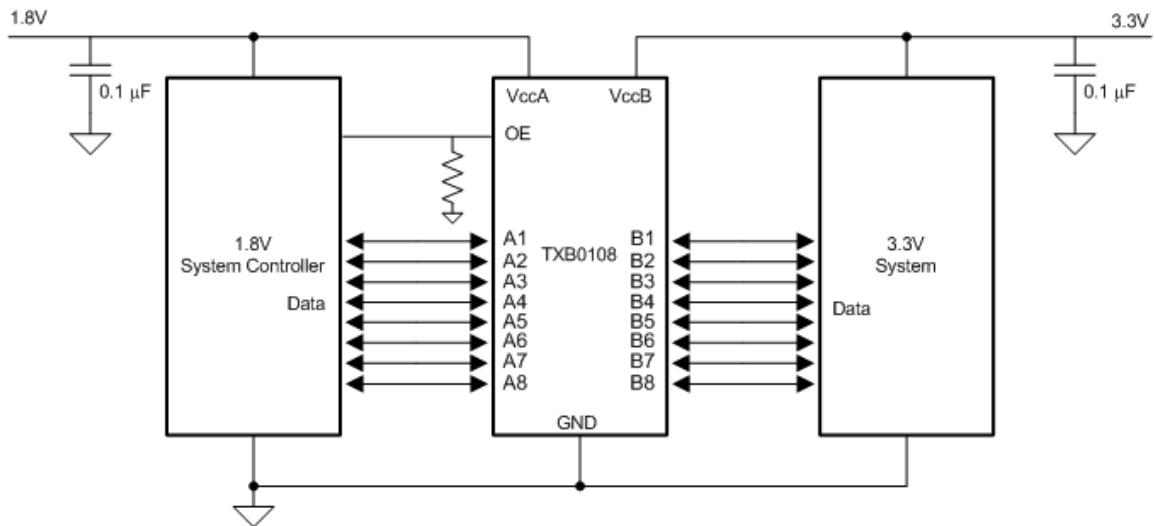 1.8V
3.3V
0.1 μF
0.1 μF
VccA VccB
OE
1.8V
System Controller
Data
A1
A2
A3
A4
A5
A6
A7
A8
TXB0108
B1
B2
B3
B4
B5
B6
B7
B8
GND
3.3V
System
Data